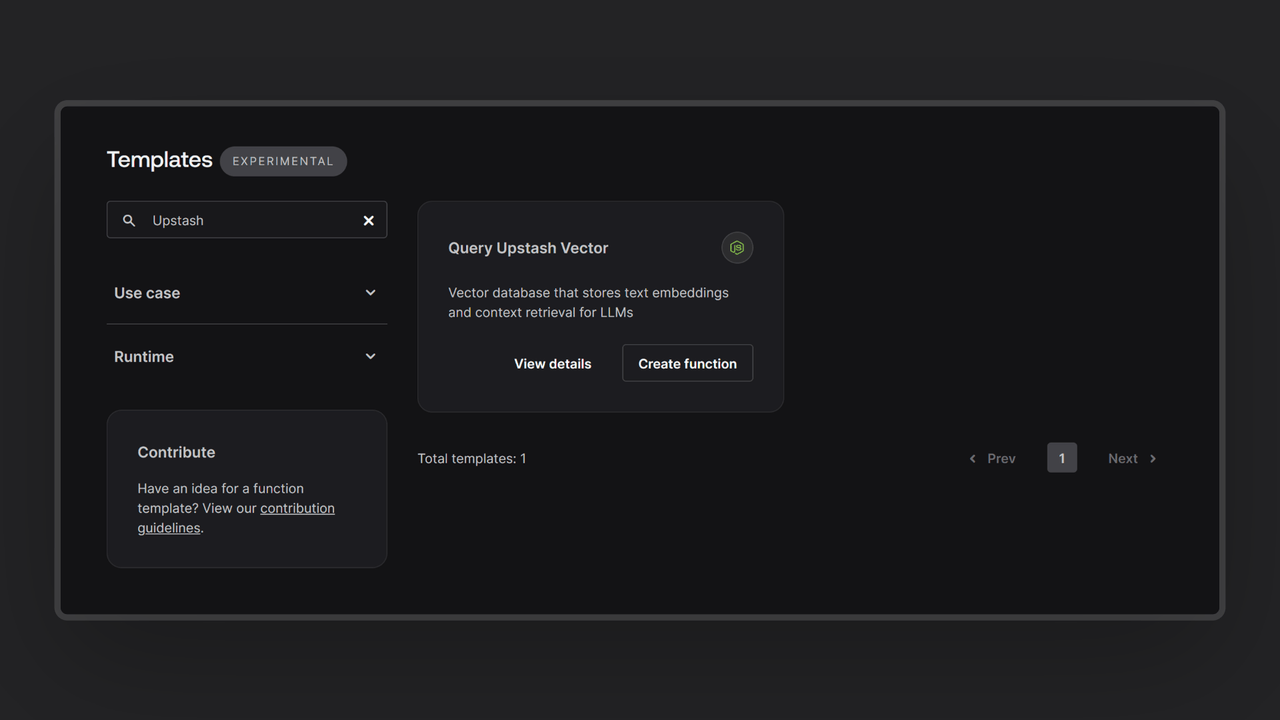 Templates
EXPERIMENTAL
Upstash
Use case
Runtime
Contribute
Have an idea for a function
template? View our contribution
guidelines.
Query Upstash Vector
JS
Vector database that stores text embeddings
and context retrieval for LLMs
View details
Create function
Total templates: 1
Prev
1
Next